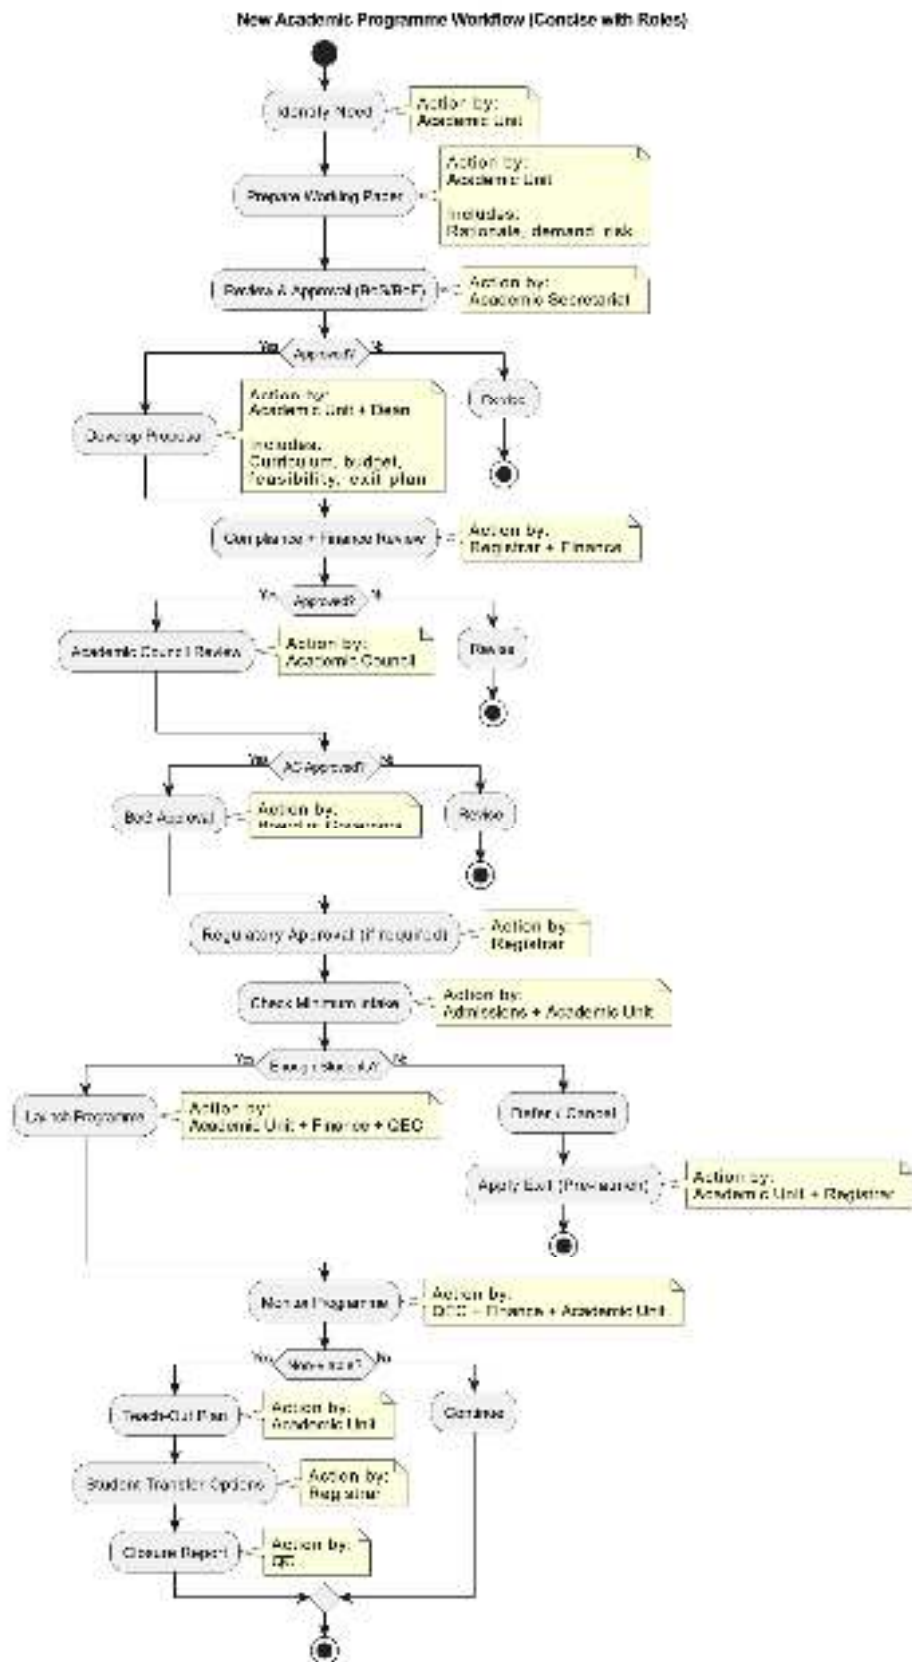 New Academic Programme Workflow (Concise with Roles)
Identify Need
Action by:
Academic Unit
Prepare Working Paper
Action by:
Academic Unit
Includes:
Rationale, demand, risk
Review & Approval (BoS/BoF)
Action by:
Academic Secretariat
Yes
Approved?
No
Develop Proposal
Action by:
Academic Unit + Dean
Includes:
Curriculum, budget,
feasibility, exit plan
Revise
Compliance + Finance Review
Action by:
Registrar + Finance
Yes
Approved?
No
Academic Council Review
Action by:
Academic Council
Revise
Yes
AC Approved?
No
BoG Approval
Action by:
Board of Governors
Revise
Regulatory Approval (if required)
Action by:
Registrar
Check Minimum Intake
Action by:
Admissions + Academic Unit
Yes
Enough Students?
No
Launch Programme
Action by:
Academic Unit + Finance + QEC
Defer / Cancel
Apply Exit (Pre-launch)
Action by:
Academic Unit + Registrar
Monitor Programme
Action by:
QEC + Finance + Academic Unit
Yes
Non-viable?
No
Teach-Out Plan
Action by:
Academic Unit
Continue
Student Transfer Options
Action by:
Registrar
Closure Report
Action by: